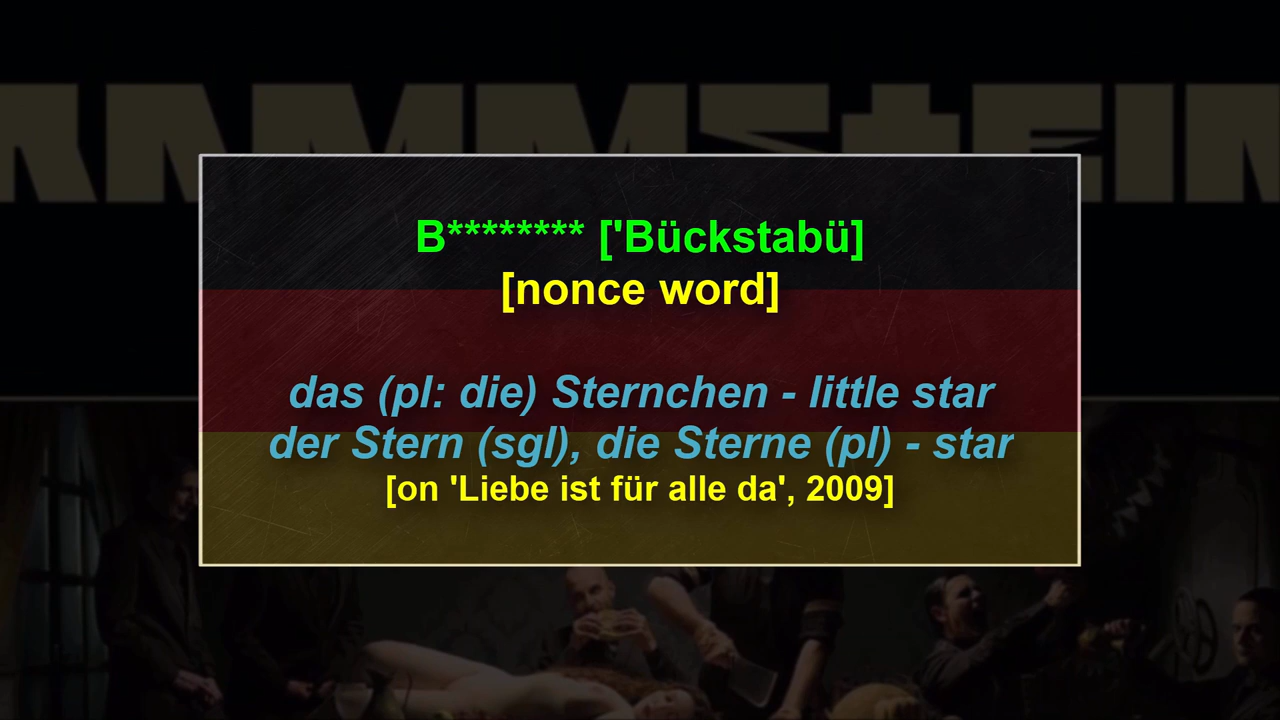 RAMMSTEIN
B******** ['Bückstabü]
[nonce word]
das (pl: die) Sternchen - little star
der Stern (sgl), die Sterne (pl) - star
[on 'Liebe ist für alle da', 2009]